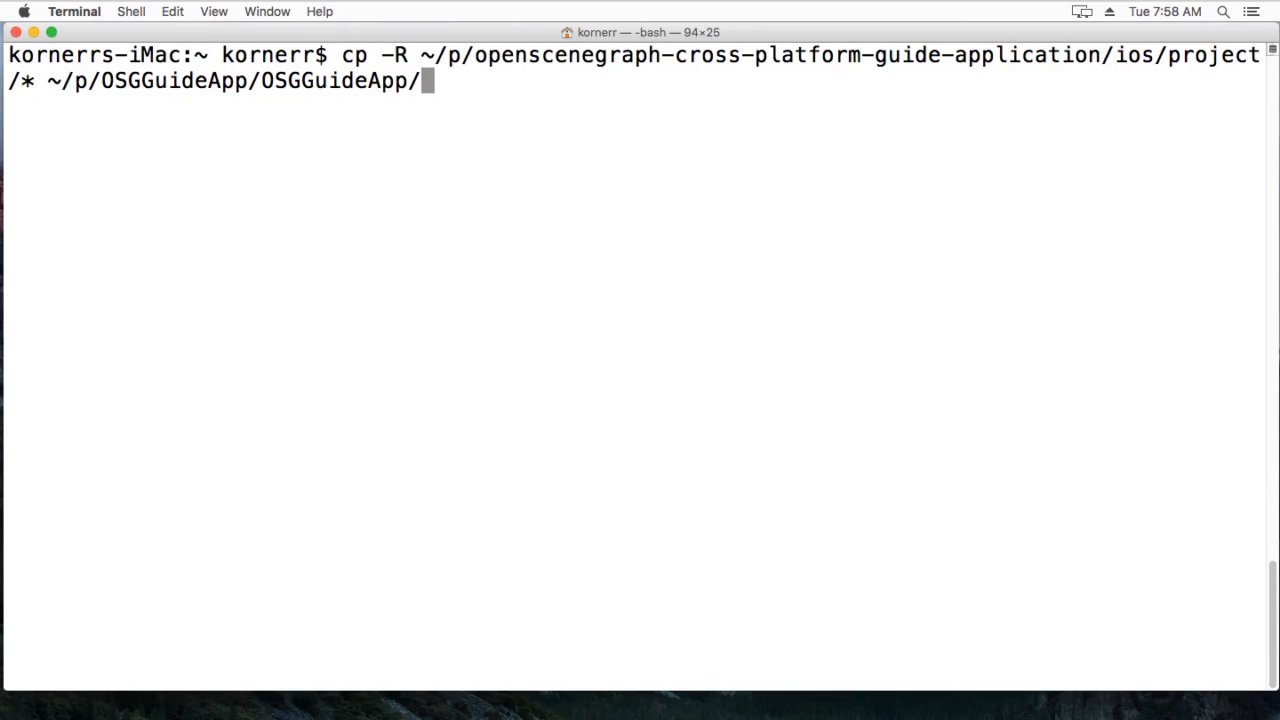 Terminal Shell Edit View Window Help Tue 7:58 AM
kornerr — -bash — 94×25
kornerrs-iMac:~ kornerr$ cp -R ~/p/openscenegraph-cross-platform-guide-application/ios/project
/* ~/p/OSGGuideApp/OSGGuideApp/